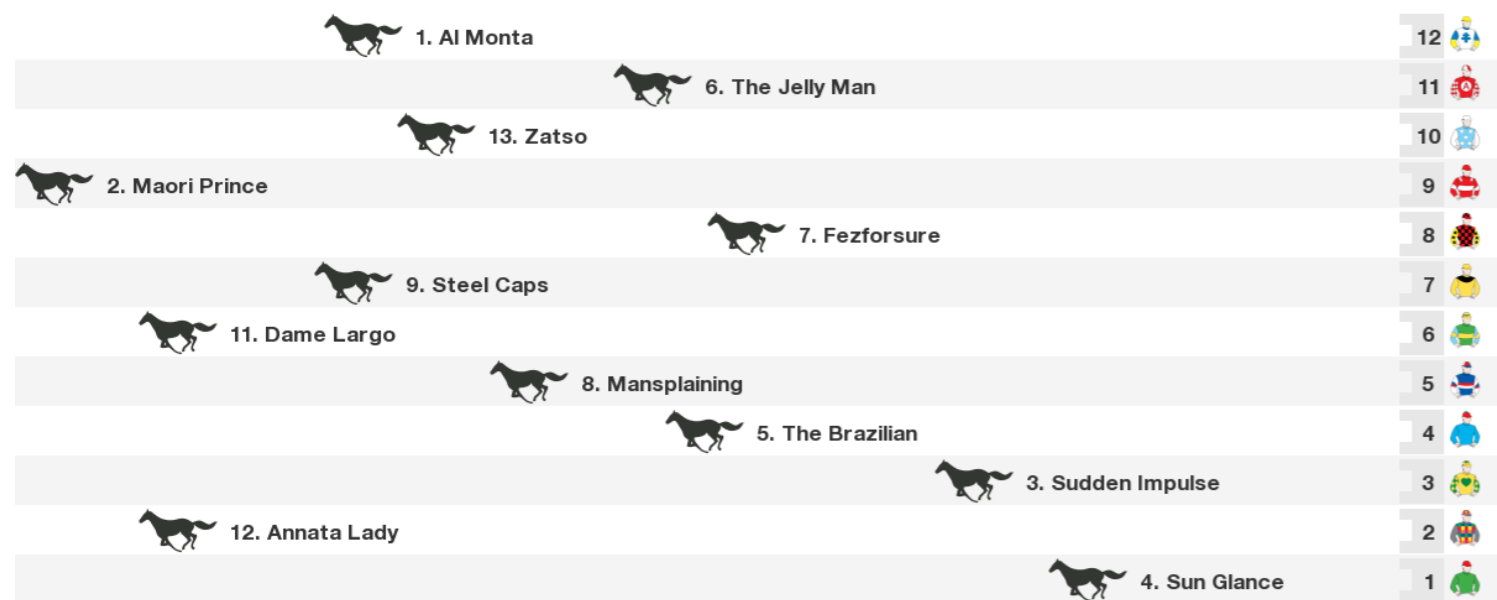 1. Al Monta 12
6. The Jelly Man 11
A
13. Zatso 10
2. Maori Prince 9
7. Fezforsure 8
9. Steel Caps 7
11. Dame Largo 6
8. Mansplaining 5
5. The Brazilian 4
3. Sudden Impulse 3
12. Annata Lady 2
4. Sun Glance 1